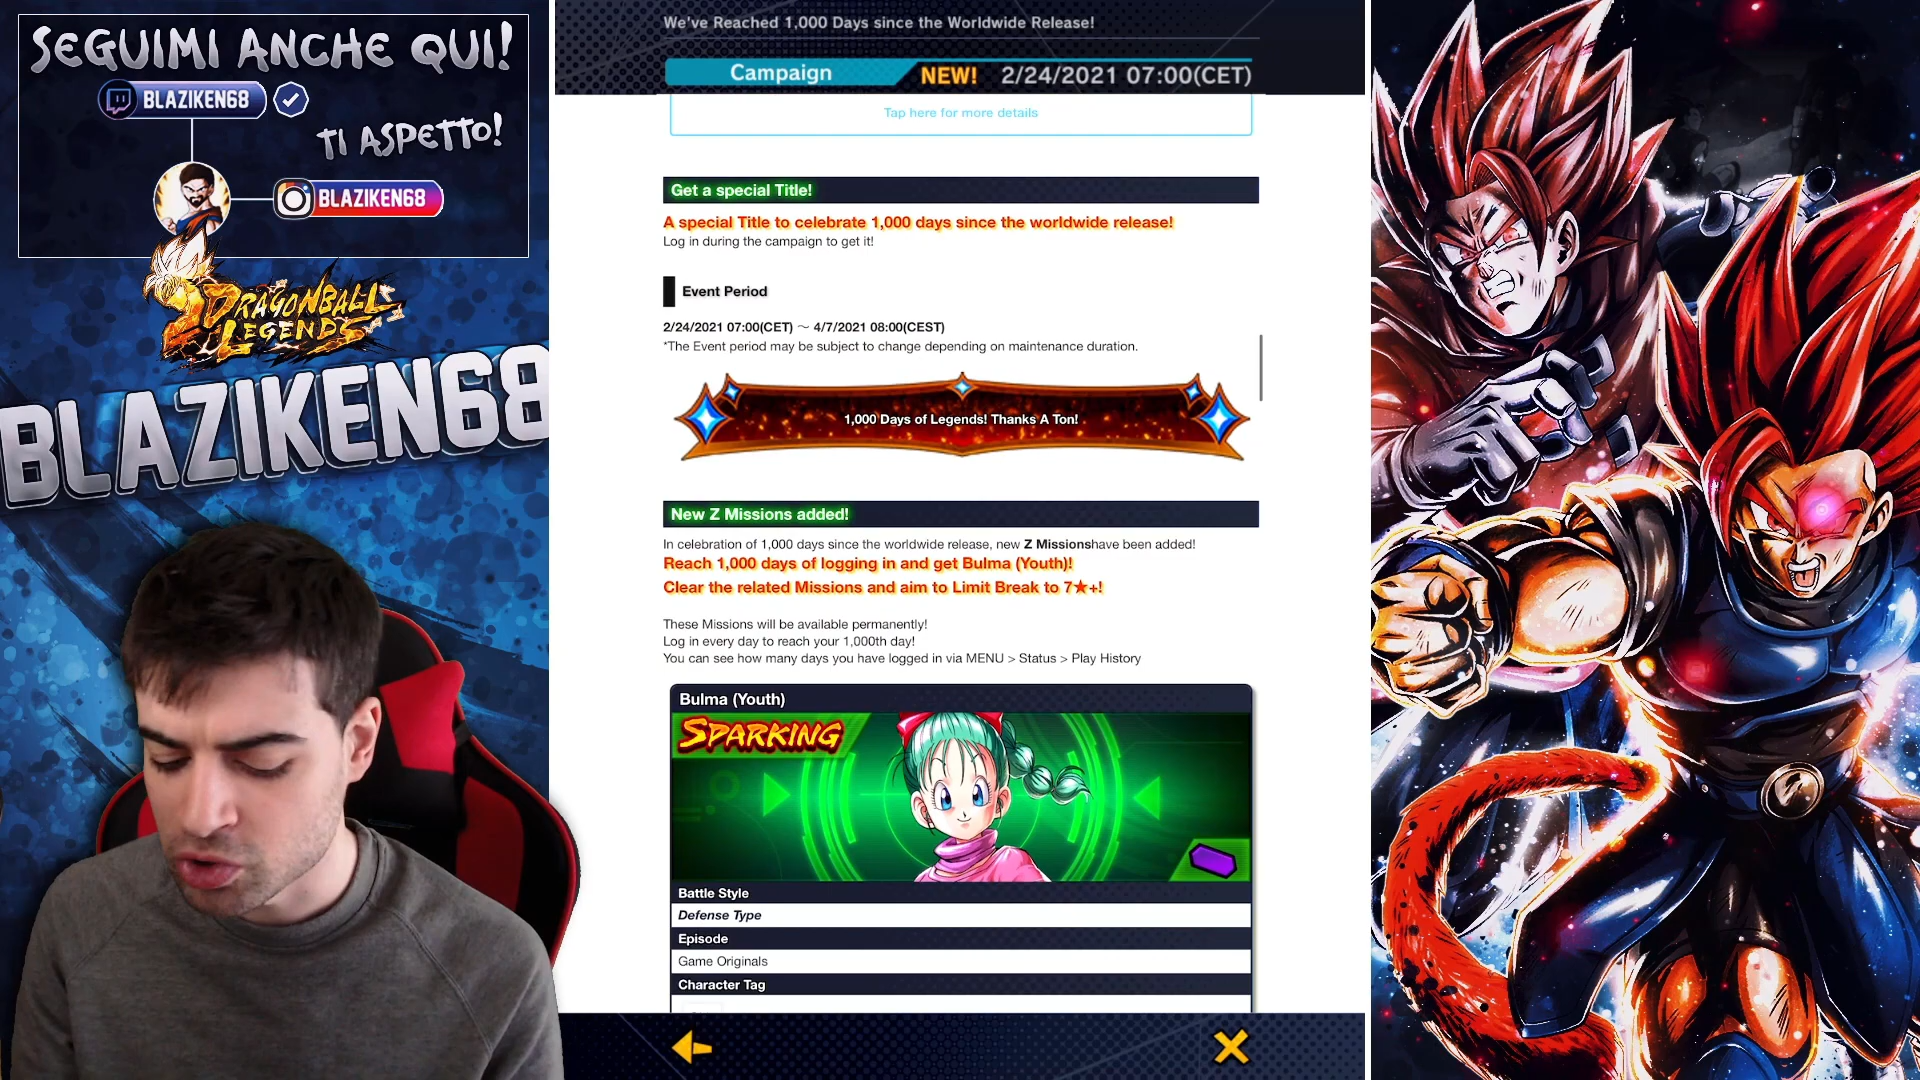 SEGUIMI ANCHE QUI!
BLAZIKEN68
TI ASPETTO!
BLAZIKEN68
DRAGONBALL
LEGENDS
BLAZIKEN68
We've Reached 1,000 Days since the Worldwide Release!
Campaign NEW! 2/24/2021 07:00(CET)
Tap here for more details
Get a special Title!
A special Title to celebrate 1,000 days since the worldwide release!
Log in during the campaign to get it!
Event Period
2/24/2021 07:00(CET) ～ 4/7/2021 08:00(CEST)
*The Event period may be subject to change depending on maintenance duration.
1,000 Days of Legends! Thanks A Ton!
New Z Missions added!
In celebration of 1,000 days since the worldwide release, new Z Missionshave been added!
Reach 1,000 days of logging in and get Bulma (Youth)!
Clear the related Missions and aim to Limit Break to 7★+!
These Missions will be available permanently!
Log in every day to reach your 1,000th day!
You can see how many days you have logged in via MENU > Status > Play History
Bulma (Youth)
SPARKING
Battle Style
Defense Type
Episode
Game Originals
Character Tag